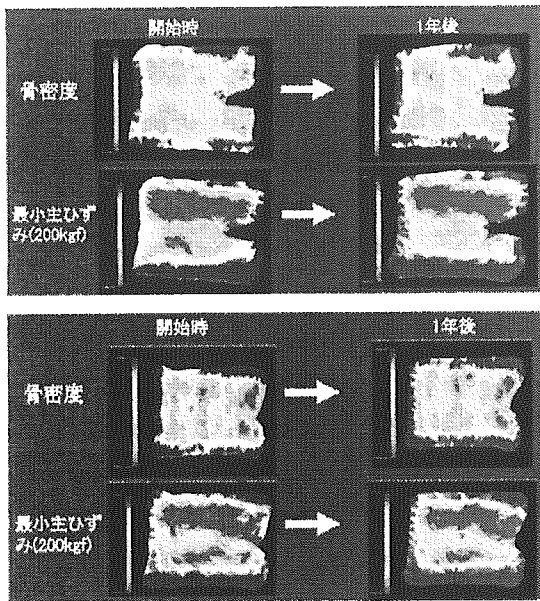 開始時
1年後
骨密度
最小主ひず
み(200kgf)
開始時
1年後
骨密度
最小主ひず
み(200kgf)